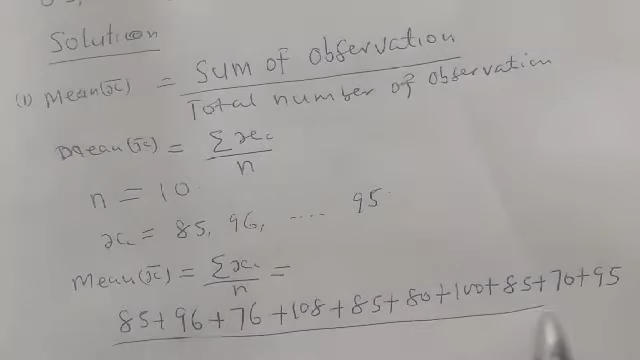 Solution
(1) Mean(x̄) = Sum of observation
Total number of observation
Mean(x̄) = Σxᵢ
n
n = 10
xᵢ = 85, 96, .... 95
Mean(x̄) = Σxᵢ =
n
85+96+76+108+85+80+100+85+70+95